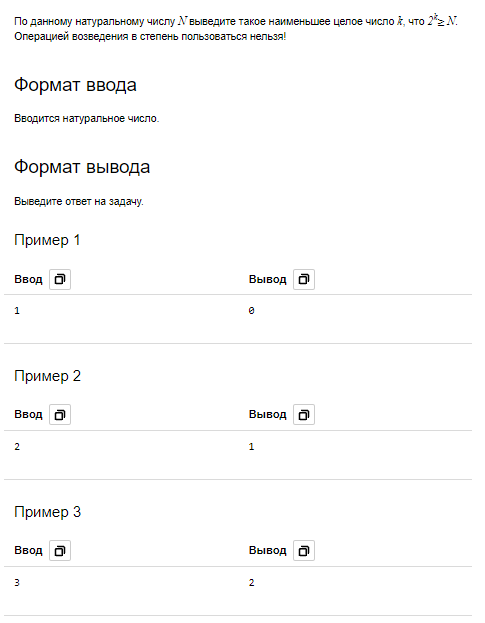 По данному натуральному числу N выведите такое наименьшее целое число k, что 2^k≥N.
Операцией возведения в степень пользоваться нельзя!
Формат ввода
Вводится натуральное число.
Формат вывода
Выведите ответ на задачу.
Пример 1
Ввод Вывод
1 0
Пример 2
Ввод Вывод
2 1
Пример 3
Ввод Вывод
3 2